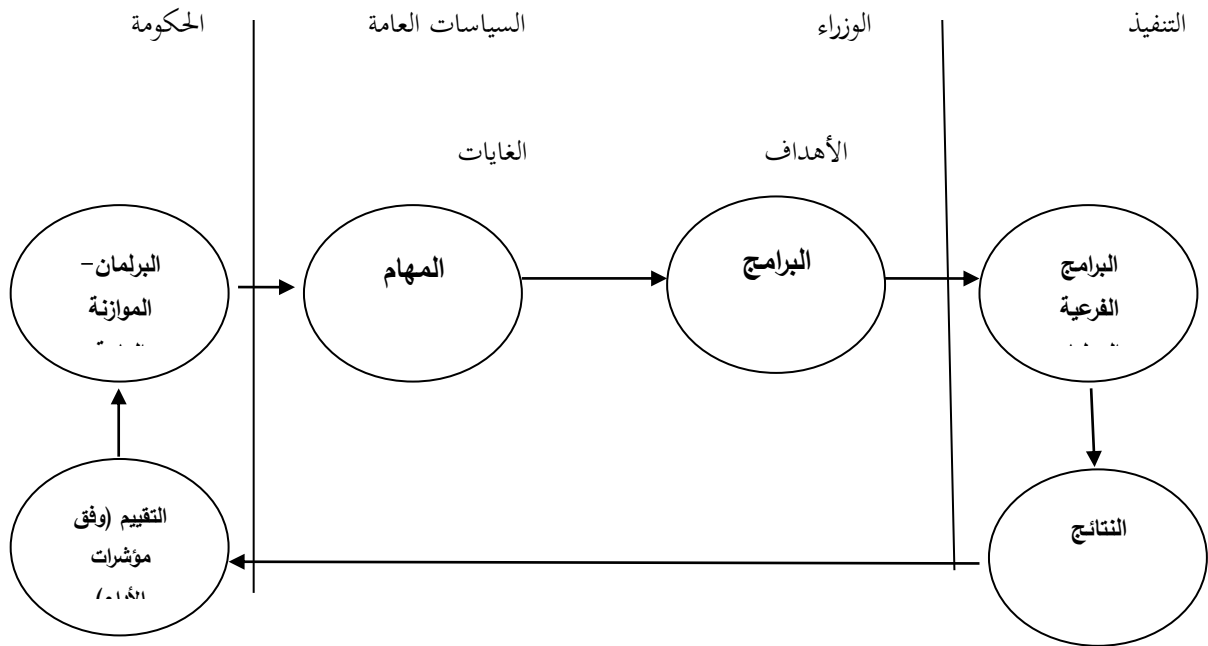 التنفيذ
الوزراء
السياسات العامة
الحكومة
الأهداف
الغايات
البرامج
الفرعية
البرامج
المهام
البرلمان–
الموازنة
النتائج
التقييم (وفق
مؤشرات